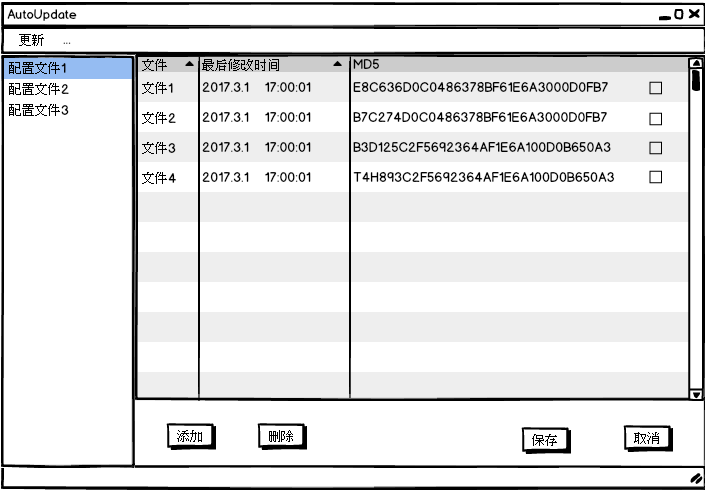 AutoUpdate
更新 ...
配置文件1
配置文件2
配置文件3
文件 最后修改时间 MD5
文件1 2017.3.1 17:00:01 E8C636D0C0486378BF61E6A3000D0FB7
文件2 2017.3.1 17:00:01 B7C274D0C0486378BF61E6A3000D0FB7
文件3 2017.3.1 17:00:01 B3D125C2F5692364AF1E6A100D0B650A3
文件4 2017.3.1 17:00:01 T4H893C2F5692364AF1E6A100D0B650A3
添加 删除 保存 取消